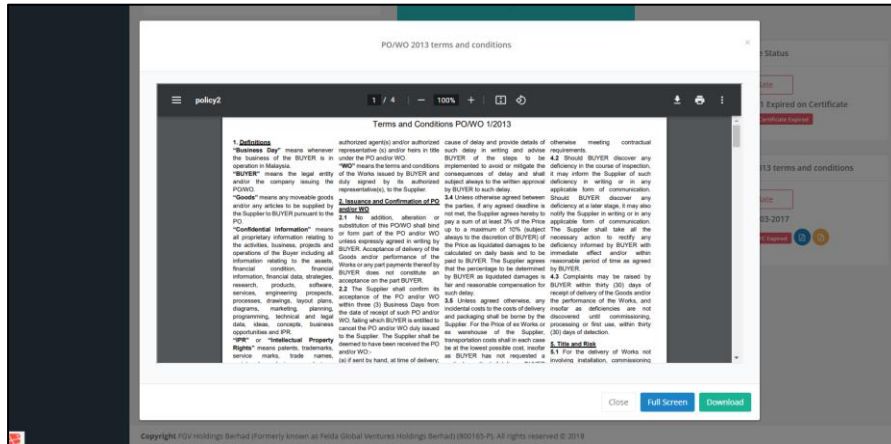 PO/WO 2013 terms and conditions
×
policy2
1 / 4
100%
Terms and Conditions PO/WO 1/2013
1. Definitions
"Business Day" means whenever
the business of the BUYER is in
operation in Malaysia.
"BUYER" means the legal entity
and/or the company issuing the
PO/WO.
"Goods" means any moveable goods
and/or any articles to be supplied by
the Supplier to BUYER pursuant to the
PO.
"Confidential Information" means
all proprietary information relating to
the activities, business, projects and
operations of the Buyer including all
information relating to the assets,
financial condition, financial
information, financial data, strategies,
research, products, software,
services, engineering prospects,
processes, drawings, layout plans,
diagrams, marketing, planning,
programming, technical and legal
data, ideas, concepts, business
opportunities and IPR.
"IPR" or "Intellectual Property
Rights" means patents, trademarks,
service marks, trade names,
authorized agent(s) and/or authorized
representative (s) and/or heirs in title
under the PO and/or WO.
"WO" means the terms and conditions
of the Works issued by BUYER and
duly signed by its authorized
representative(s), to the Supplier.
2. Issuance and Confirmation of PO
and/or WO
2.1 No addition, alteration or
substitution of this PO/WO shall bind
or form part of the PO and/or WO
unless expressly agreed in writing by
BUYER. Acceptance of delivery of the
Goods and/or performance of the
Works or any part payments thereof by
BUYER does not constitute an
acceptance on the part BUYER.
2.2 The Supplier shall confirm its
acceptance of the PO and/or WO
within three (3) Business Days from
the date of receipt of such PO and/or
WO, failing which BUYER is entitled to
cancel the PO and/or WO duly issued
to the Supplier. The Supplier shall be
deemed to have been received the PO
and/or WO:-
(a) if sent by hand, at time of delivery;
cause of delay and provide details of
such delay in writing and advise
BUYER of the steps to be
implemented to avoid or mitigate the
consequences of delay and shall
subject always to the written approval
by BUYER to such delay.
3.4 Unless otherwise agreed between
the parties, if any agreed deadline is
not met, the Supplier agrees hereby to
pay a sum of at least 3% of the Price
up to a maximum of 10% (subject
always to the discretion of BUYER) of
the Price as liquidated damages to be
calculated on daily basis and to be
paid to BUYER. The Supplier agrees
that the percentage to be determined
by BUYER as liquidated damages is
fair and reasonable compensation for
such delay.
3.5 Unless agreed otherwise, any
incidental costs to the costs of delivery
and packaging shall be borne by the
Supplier. For the Price of ex Works or
ex warehouse of the Supplier,
transportation costs shall in each case
be at the lowest possible cost, insofar
as BUYER has not requested a
otherwise meeting contractual
requirements.
4.2 Should BUYER discover any
deficiency in the course of inspection,
it may inform the Supplier of such
deficiency in writing or in any
applicable form of communication.
Should BUYER discover any
deficiency at a later stage, it may also
notify the Supplier in writing or in any
applicable form of communication.
The Supplier shall take all the
necessary action to rectify any
deficiency informed by BUYER with
immediate effect and/or within
reasonable period of time as agreed
by BUYER.
4.3 Complaints may be raised by
BUYER within thirty (30) days of
receipt of delivery of the Goods and/or
the performance of the Works, and
insofar as deficiencies are not
discovered until commissioning,
processing or first use, within thirty
(30) days of detection.
5. Title and Risk
5.1 For the delivery of Works not
involving installation, commissioning
Close
Full Screen
Download
Status
1 Expired on Certificate
Certificate Expired
013 terms and conditions
03-2017
Expired
Copyright FGV Holdings Berhad (Formerly known as Felda Global Ventures Holdings Berhad) (800165-P). All rights reserved © 2018